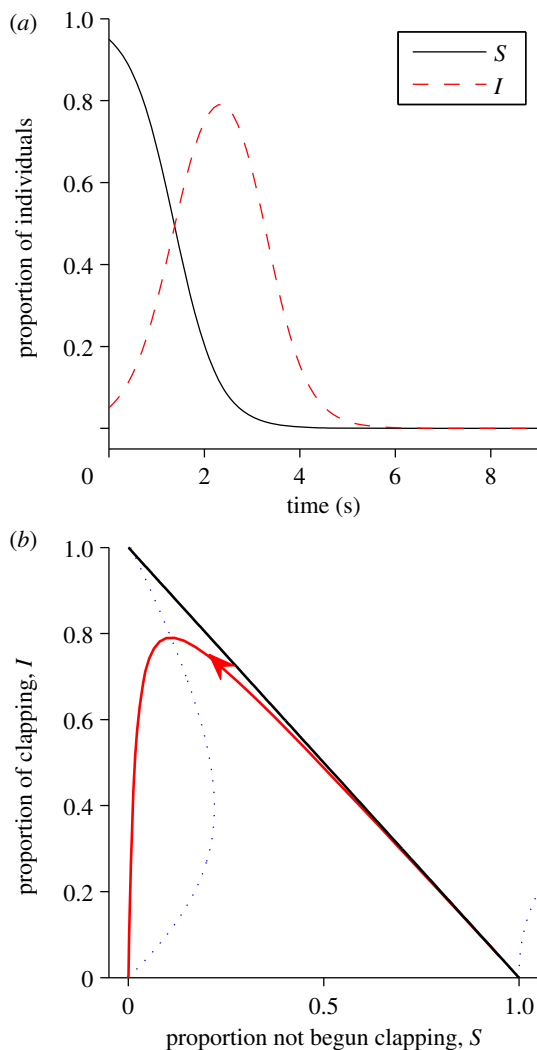 (a)
1.0
0.8
0.6
0.4
0.2
0
2
4
6
8
proportion of individuals
time (s)
S
I
(b)
1.0
0.8
0.6
0.4
0.2
0
0
0.5
1.0
proportion of clapping, I
proportion not begun clapping, S